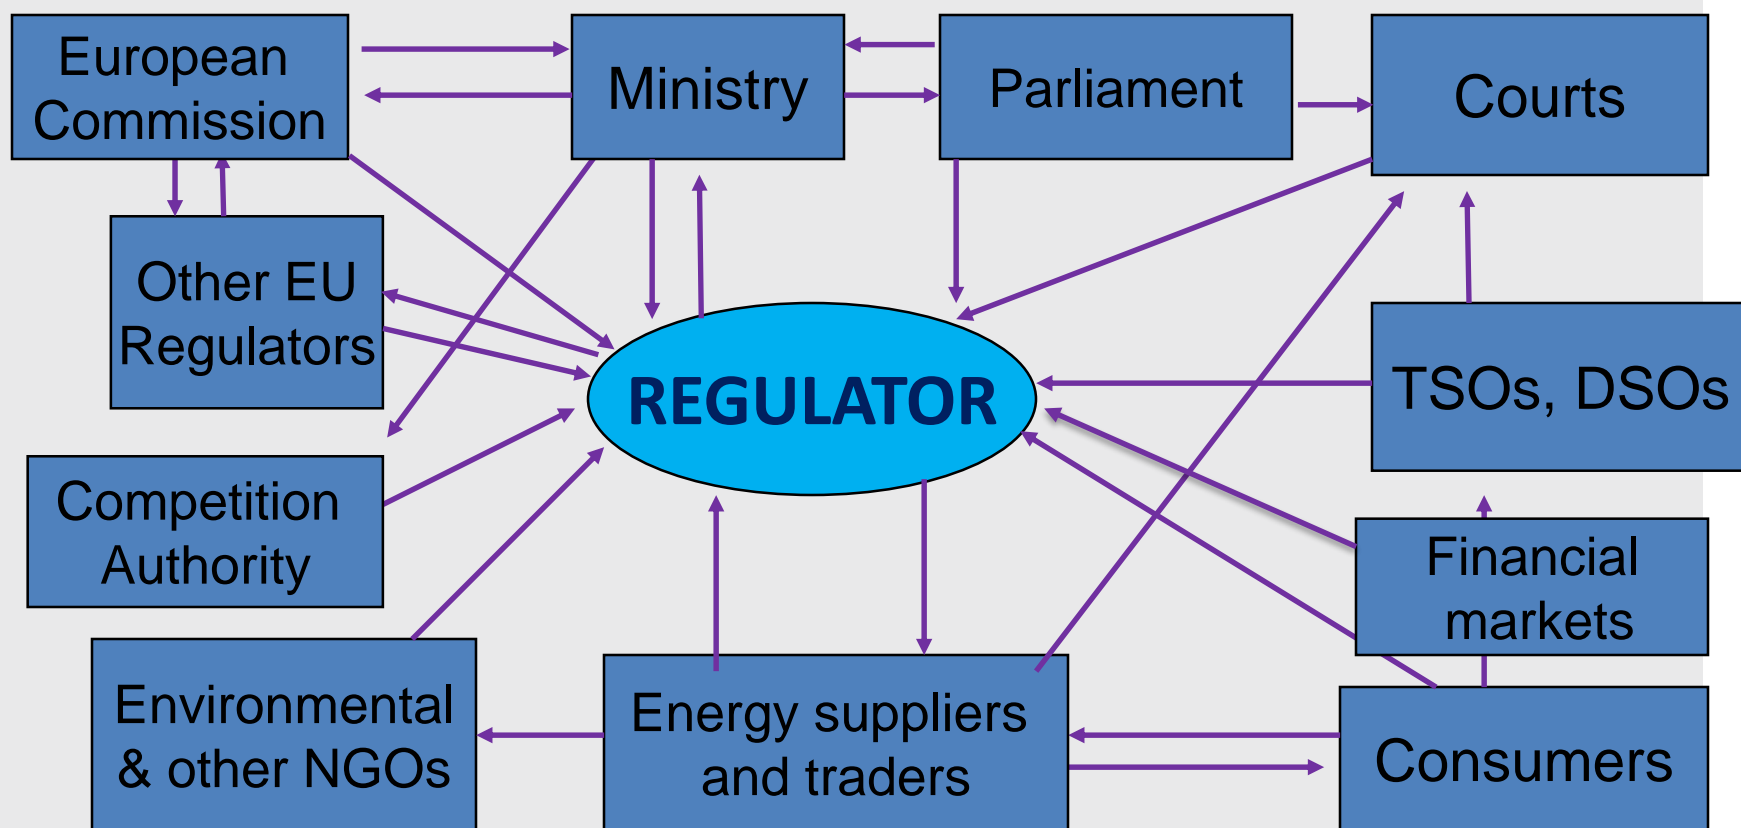 European
Commission
Ministry
Parliament
Courts
Other EU
Regulators
REGULATOR
TSOs, DSOs
Competition
Authority
Financial
markets
Environmental
& other NGOs
Energy suppliers
and traders
Consumers